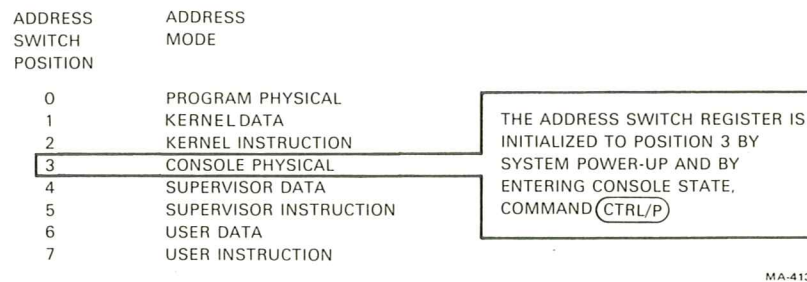 ADDRESS ADDRESS
SWITCH MODE
POSITION
0 PROGRAM PHYSICAL
1 KERNEL DATA
2 KERNEL INSTRUCTION
3 CONSOLE PHYSICAL
4 SUPERVISOR DATA
5 SUPERVISOR INSTRUCTION
6 USER DATA
7 USER INSTRUCTION
THE ADDRESS SWITCH REGISTER IS
INITIALIZED TO POSITION 3 BY
SYSTEM POWER-UP AND BY
ENTERING CONSOLE STATE,
COMMAND CTRL/P
MA-413